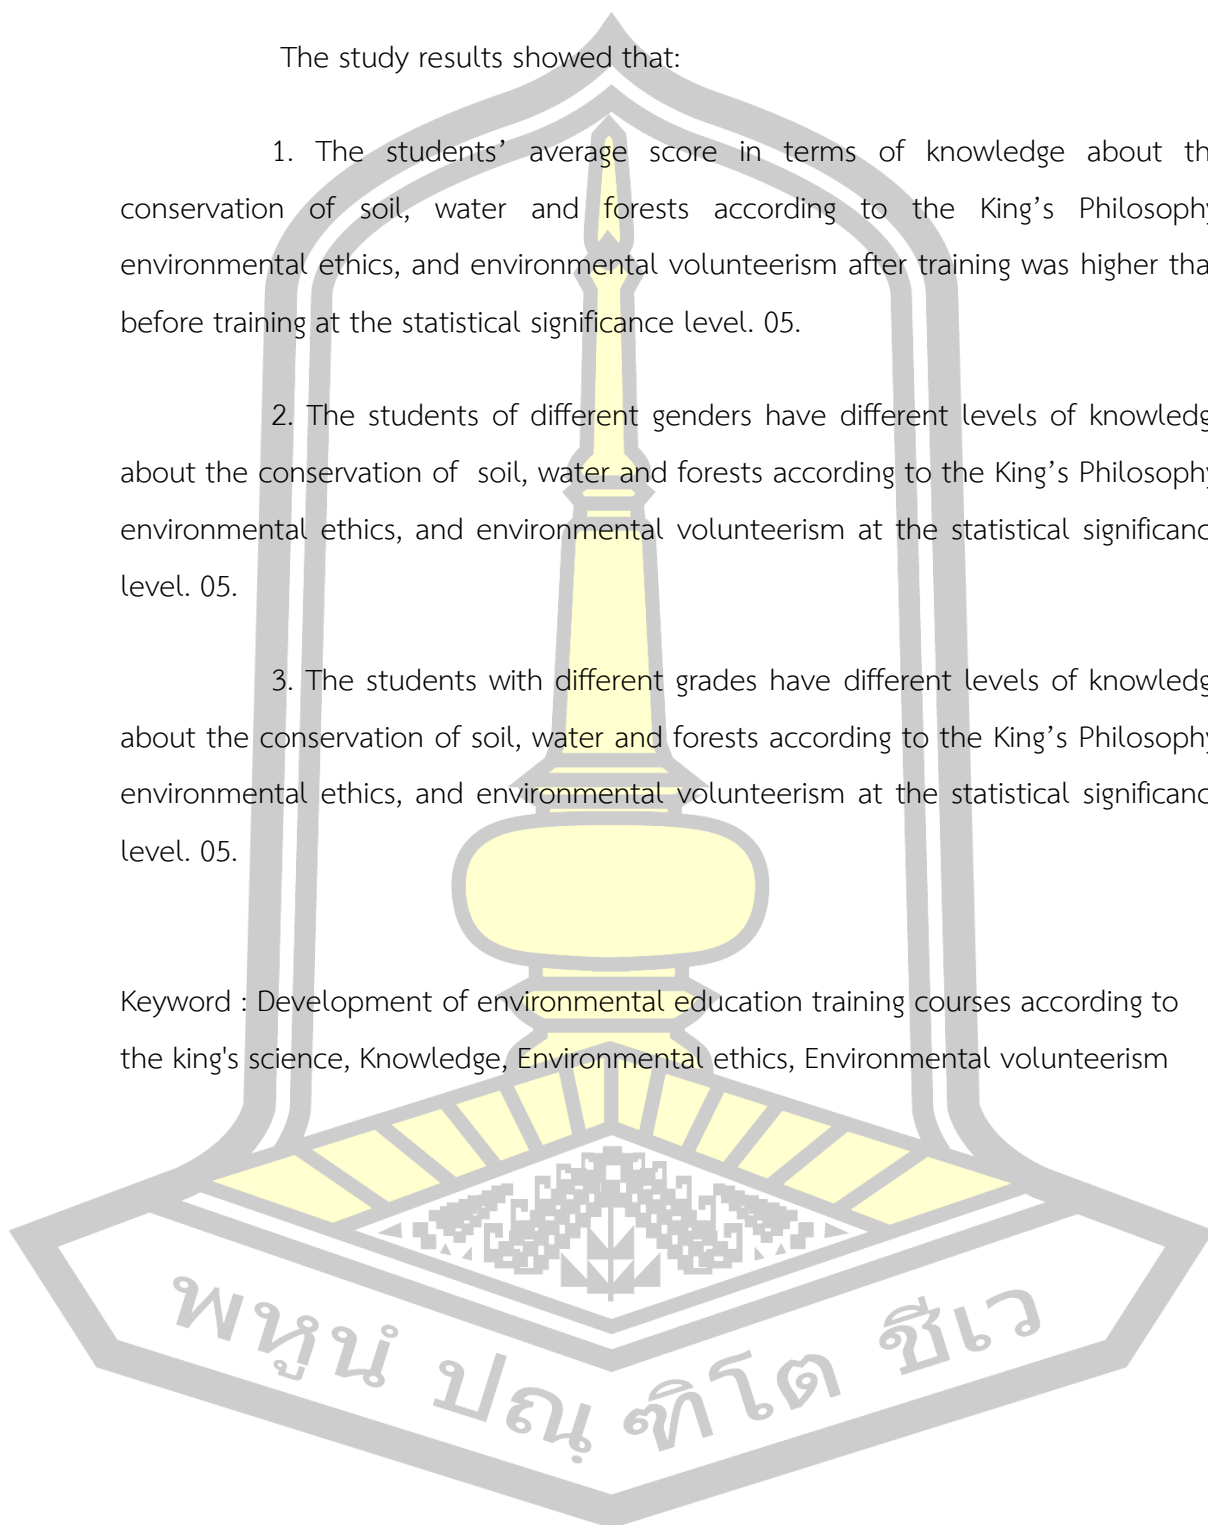 The study results showed that:
1. The students’ average score in terms of knowledge about th
conservation of soil, water and forests according to the King’s Philosophy
environmental ethics, and environmental volunteerism after training was higher tha
before training at the statistical significance level. 05.
2. The students of different genders have different levels of knowledg
about the conservation of  soil, water and forests according to the King’s Philosophy
environmental ethics, and environmental volunteerism at the statistical significanc
level. 05.
3. The students with different grades have different levels of knowledg
about the conservation of soil, water and forests according to the King’s Philosophy
environmental ethics, and environmental volunteerism at the statistical significanc
level. 05.
Keyword : Development of environmental education training courses according to
the king's science, Knowledge, Environmental ethics, Environmental volunteerism
พหูนํ ปณฺฑิโต ชีเว